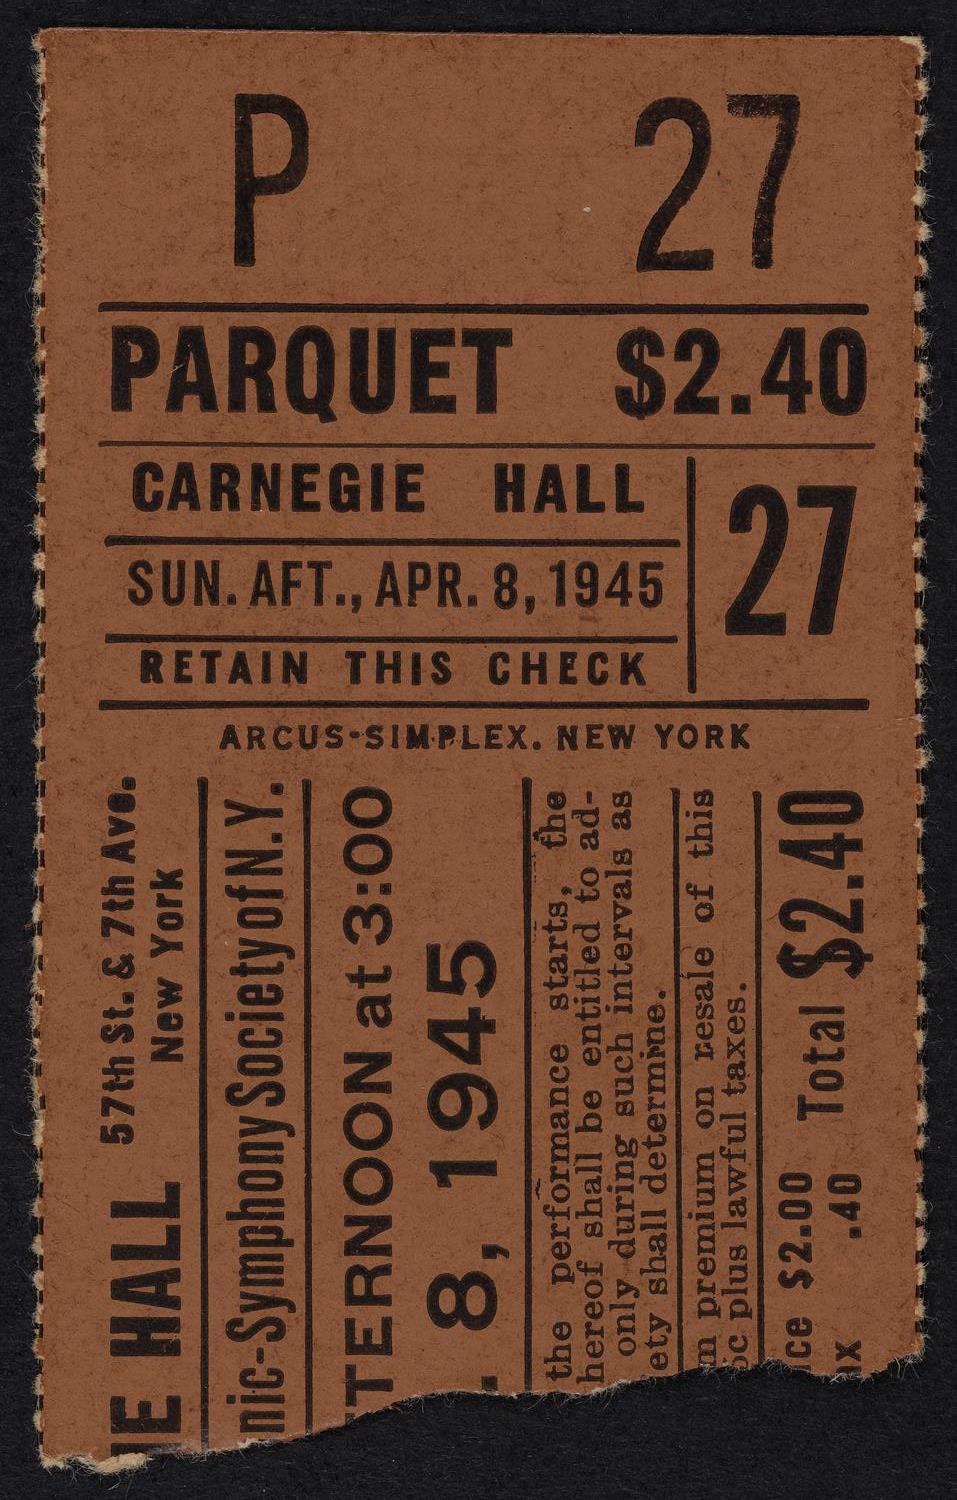 P 27
PARQUET $2.40
CARNEGIE HALL
SUN. AFT., APR. 8, 1945
RETAIN THIS CHECK
27
ARCUS-SIMPLEX. NEW YORK
HALL 57th St. & 7th Ave.
New York
nic-Symphony Society of N.Y.
TERNOON at 3:00
8, 1945
the performance starts, the
hereof shall be entitled to ad-
only during such intervals as
ety shall determine.
m premium on resale of this
5c plus lawful taxes.
ice $2.00 Total $2.40
ax .40